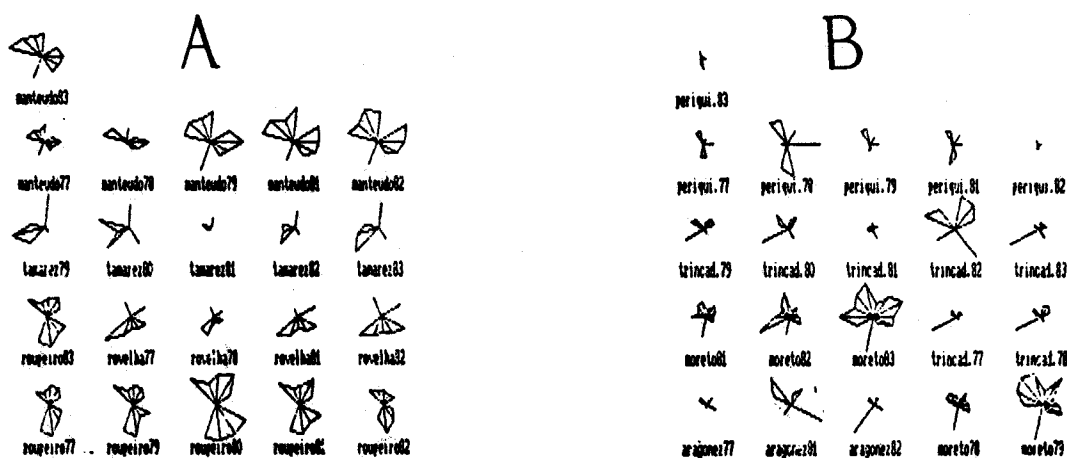 A B
manteudo83 periqui.83
manteudo77 manteudo78 manteudo79 manteudo81 manteudo82 periqui.77 periqui.78 periqui.79 periqui.81 periqui.82
tamarez79 tamarez80 tamarez81 tamarez82 tamarez83 trincad.79 trincad.80 trincad.81 trincad.82 trincad.83
roupeiro83 rovelha77 rovelha78 rovelha81 rovelha82 moreto81 moreto82 moreto83 trincad.77 trincad.78
roupeiro77 roupeiro79 roupeiro80 roupeiro81 roupeiro82 aragonez77 aragonez81 aragonez82 moreto78 moreto79